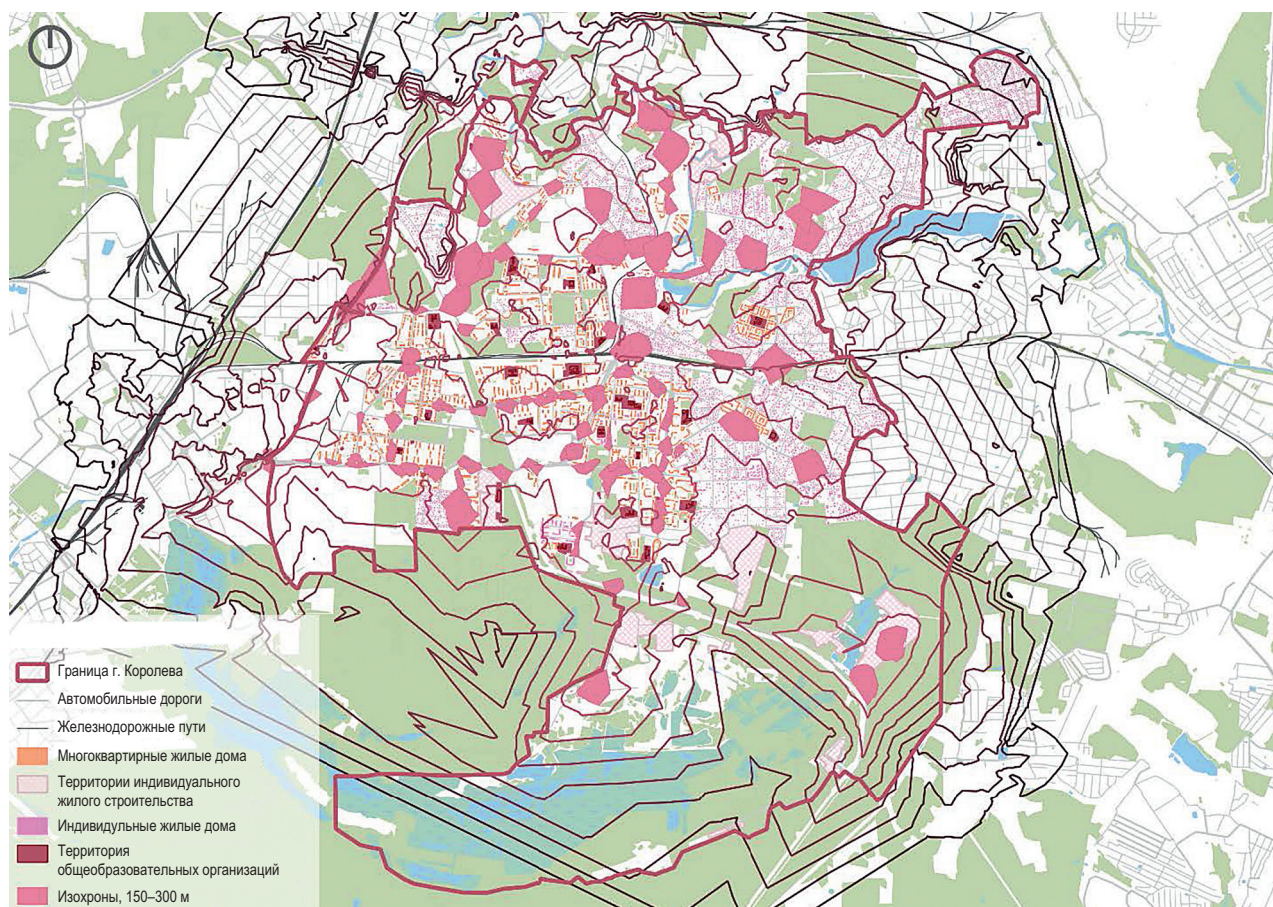 Граница г. Королева
Автомобильные дороги
Железнодорожные пути
Многоквартирные жилые дома
Территории индивидуального
жилого строительства
Индивидульные жилые дома
Территория
общеобразовательных организаций
Изохроны, 150–300 м